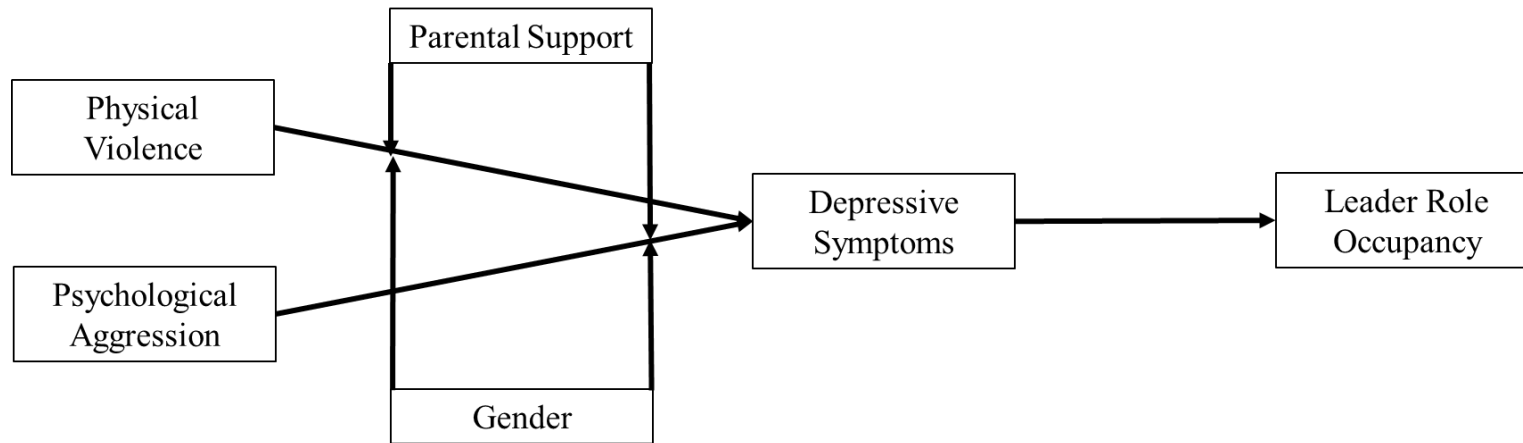 Parental Support
Physical
Violence
Depressive
Symptoms
Leader Role
Occupancy
Psychological
Aggression
Gender